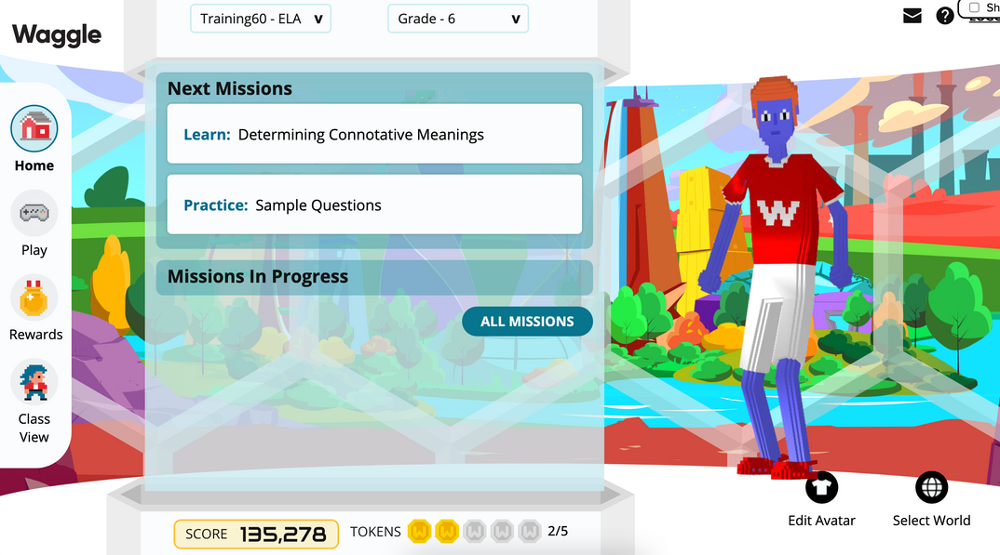 Waggle
Training60 - ELA
Grade - 6
Sh
Next Missions
Learn: Determining Connotative Meanings
Practice: Sample Questions
Missions In Progress
ALL MISSIONS
Home
Play
Rewards
Class
View
W
Edit Avatar
Select World
SCORE 135,278 TOKENS 2/5